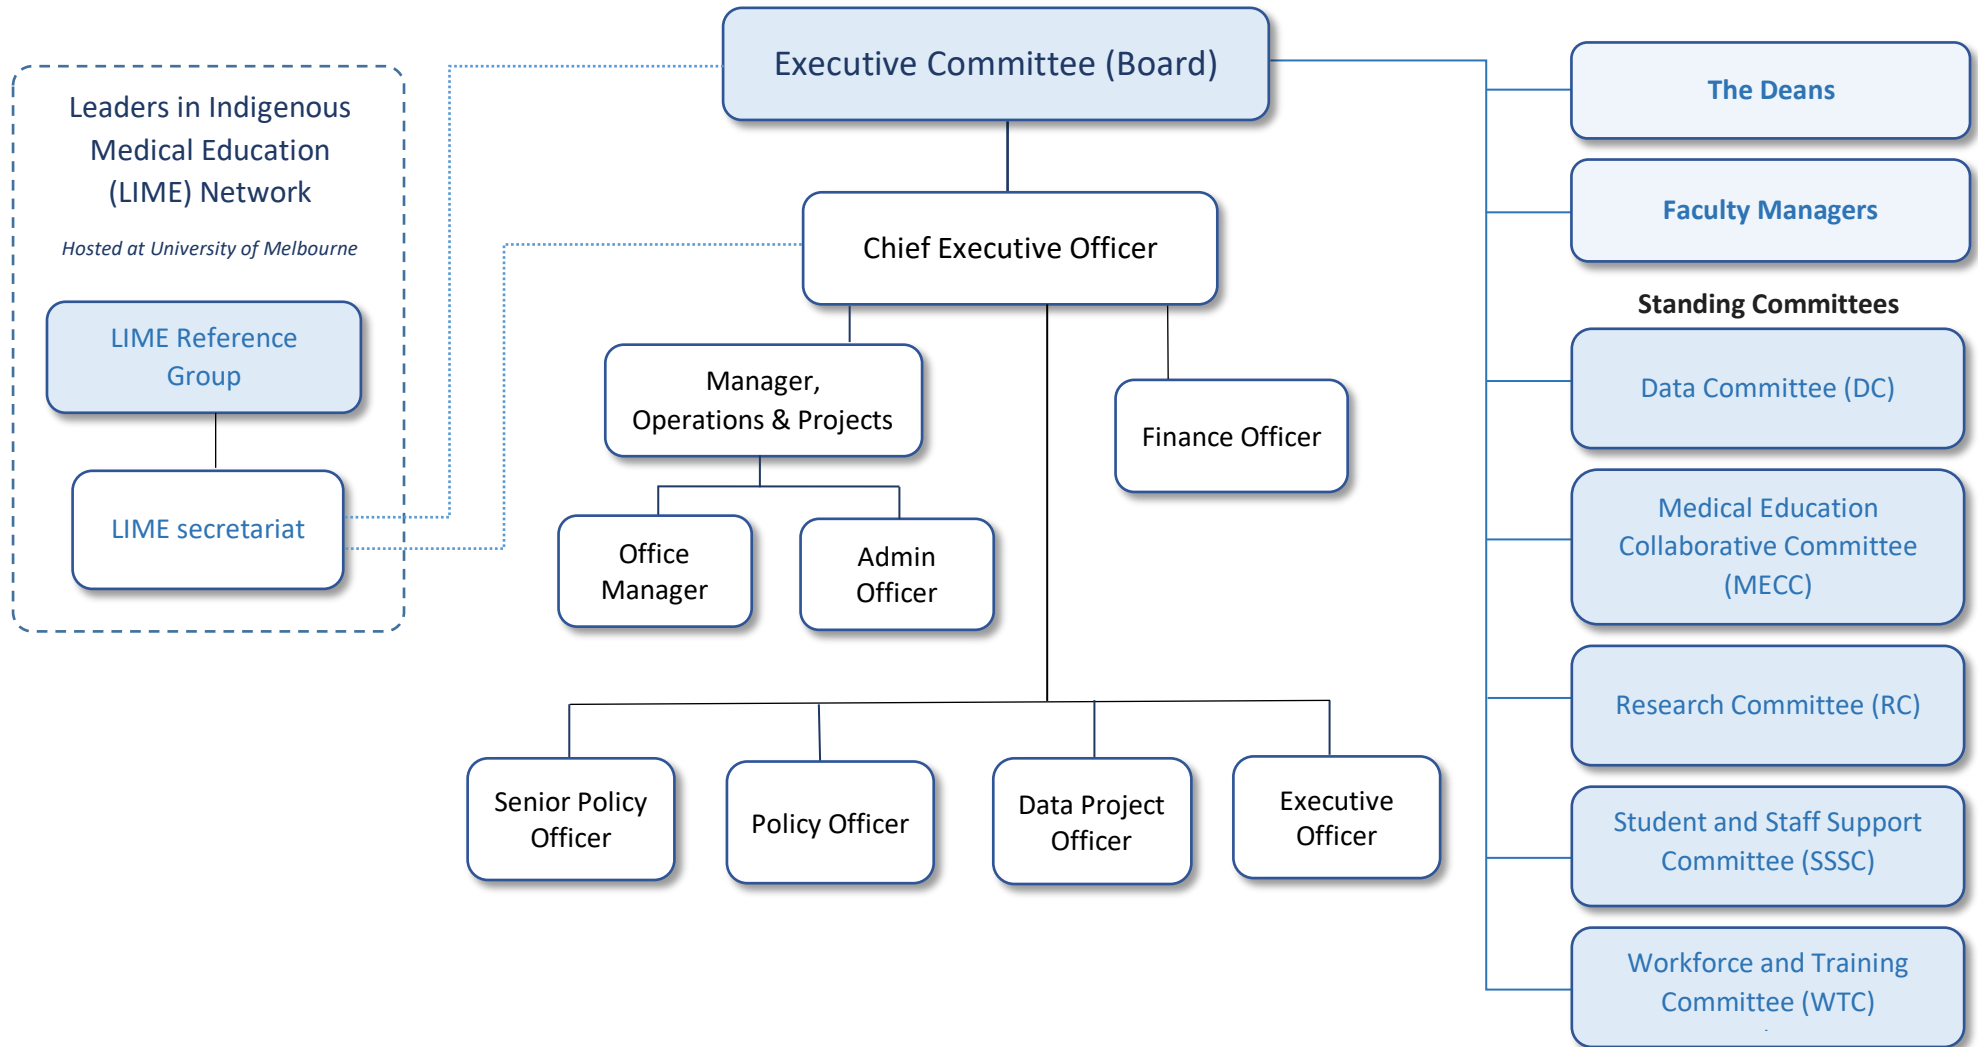 Executive Committee (Board)
Leaders in Indigenous
Medical Education
(LIME) Network
Hosted at University of Melbourne
LIME Reference
Group
LIME secretariat
Chief Executive Officer
Manager,
Operations & Projects
Finance Officer
Office
Manager
Admin
Officer
Senior Policy
Officer
Policy Officer
Data Project
Officer
Executive
Officer
The Deans
Faculty Managers
Standing Committees
Data Committee (DC)
Medical Education
Collaborative Committee
(MECC)
Research Committee (RC)
Student and Staff Support
Committee (SSSC)
Workforce and Training
Committee (WTC)